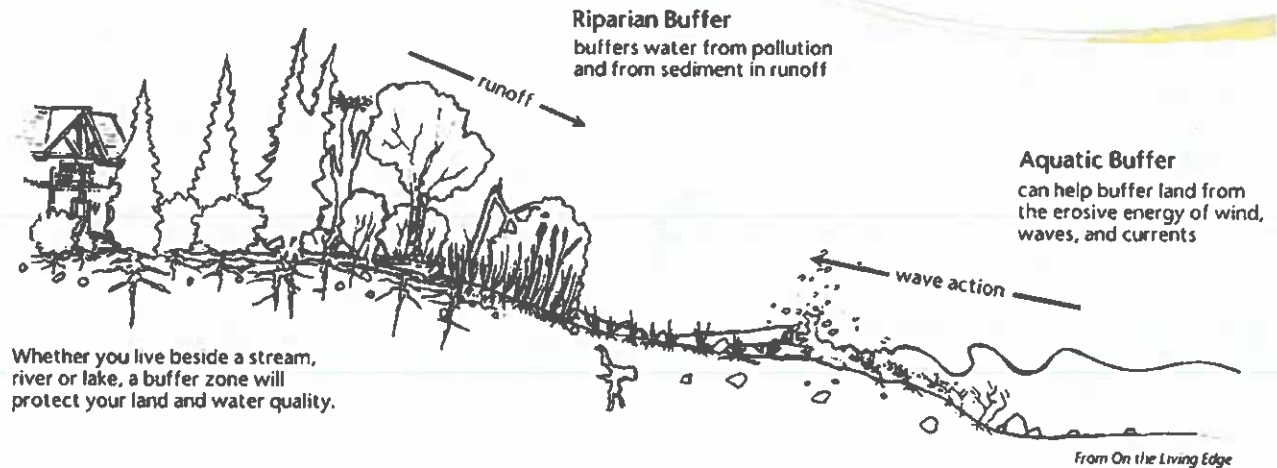 Riparian Buffer
buffers water from pollution
and from sediment in runoff
runoff
Aquatic Buffer
can help buffer land from
the erosive energy of wind,
waves, and currents
wave action
Whether you live beside a stream,
river or lake, a buffer zone will
protect your land and water quality.
From On the Living Edge